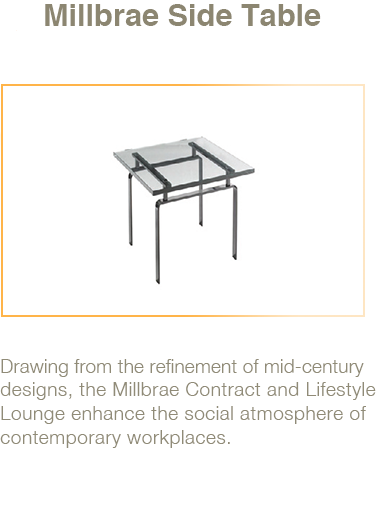 Millbrae Side Table
Drawing from the refinement of mid-century
designs, the Millbrae Contract and Lifestyle
Lounge enhance the social atmosphere of
contemporary workplaces.